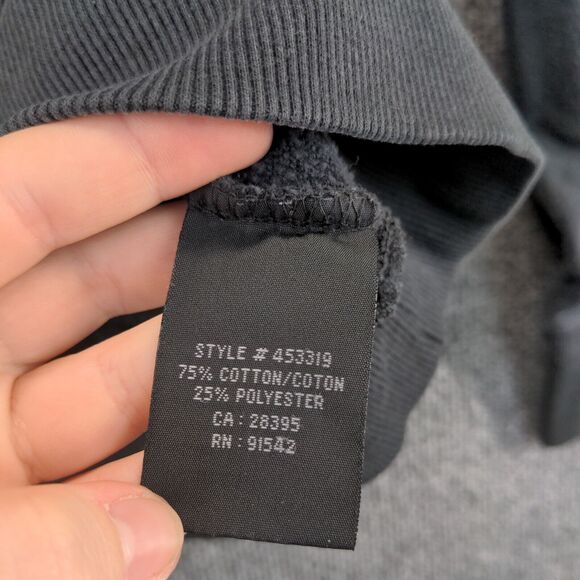 STYLE # 453319
75% COTTON/COTON
25% POLYESTER
CA : 28395
RN : 91542